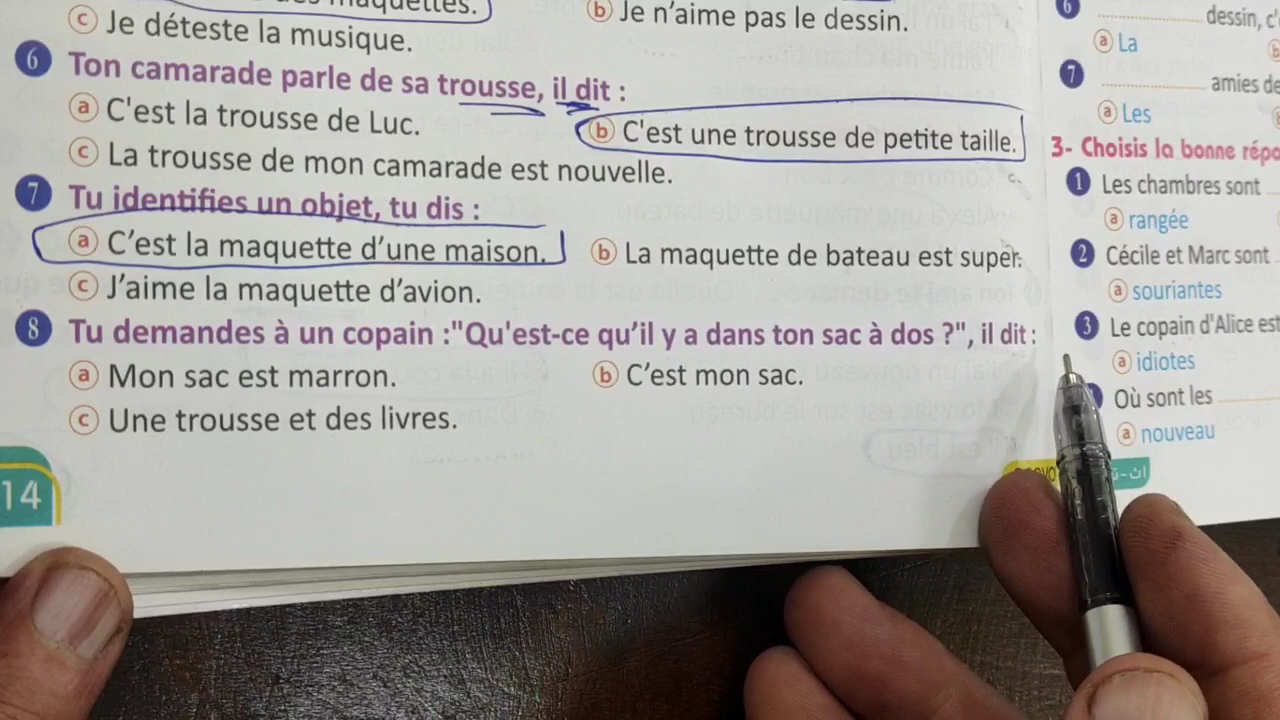 maquettes.
c Je déteste la musique.
b Je n'aime pas le dessin.
6 Ton camarade parle de sa trousse, il dit :
a C'est la trousse de Luc.
b C'est une trousse de petite taille.
c La trousse de mon camarade est nouvelle.
7 Tu identifies un objet, tu dis :
a C'est la maquette d'une maison.
b La maquette de bateau est super.
c J'aime la maquette d'avion.
8 Tu demandes à un copain :"Qu'est-ce qu'il y a dans ton sac à dos ?", il dit :
a Mon sac est marron.
b C'est mon sac.
c Une trousse et des livres.
14
6 dessin, c'
a La
7 amies de
a Les
3- Choisis la bonne répo
1 Les chambres sont
a rangée
2 Cécile et Marc sont
a souriantes
3 Le copain d'Alice est
a idiotes
Où sont les
a nouveau